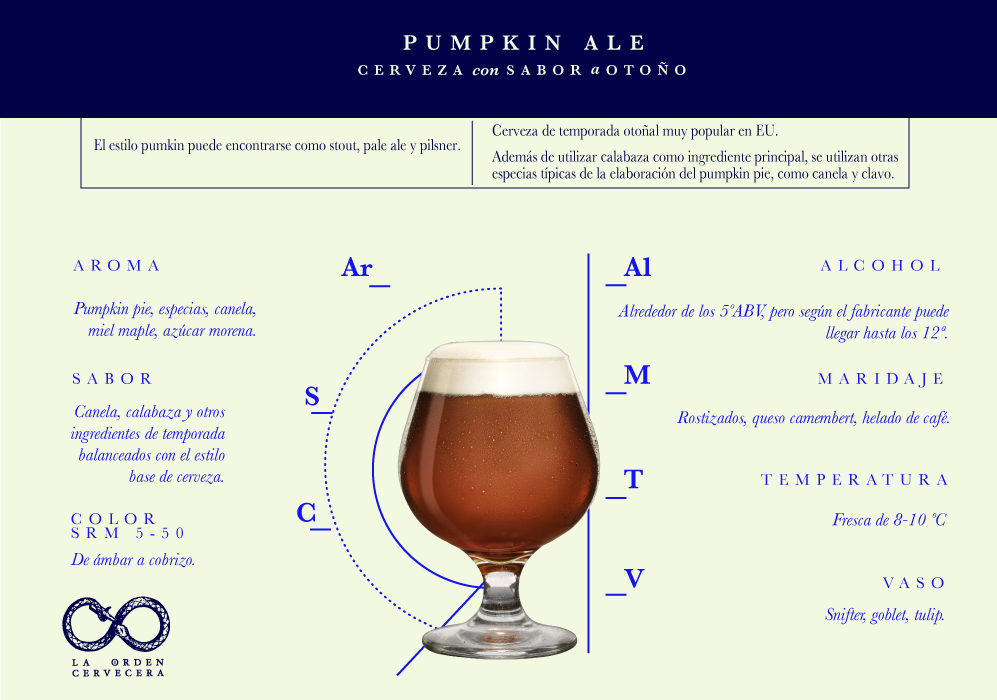 PUMPKIN ALE
CERVEZA con SABOR a OTOÑO
El estilo pumkin puede encontrarse como stout, pale ale y pilsner.
Cerveza de temporada otoñal muy popular en EU.
Además de utilizar calabaza como ingrediente principal, se utilizan otras
especias típicas de la elaboración del pumpkin pie, como canela y clavo.
AROMA
Pumpkin pie, especias, canela,
miel maple, azúcar morena.
SABOR
Canela, calabaza y otros
ingredientes de temporada
balanceados con el estilo
base de cerveza.
COLOR
SRM 5-50
De ámbar a cobrizo.
LA ORDEN
CERVECERA
Ar_
S_
C_
_Al
_M
_T
_V
ALCOHOL
Alrededor de los 5ºABV, pero según el fabricante puede
llegar hasta los 12ª.
MARIDAJE
Rostizados, queso camembert, helado de café.
TEMPERATURA
Fresca de 8-10 ºC
VASO
Snifter, goblet, tulip.